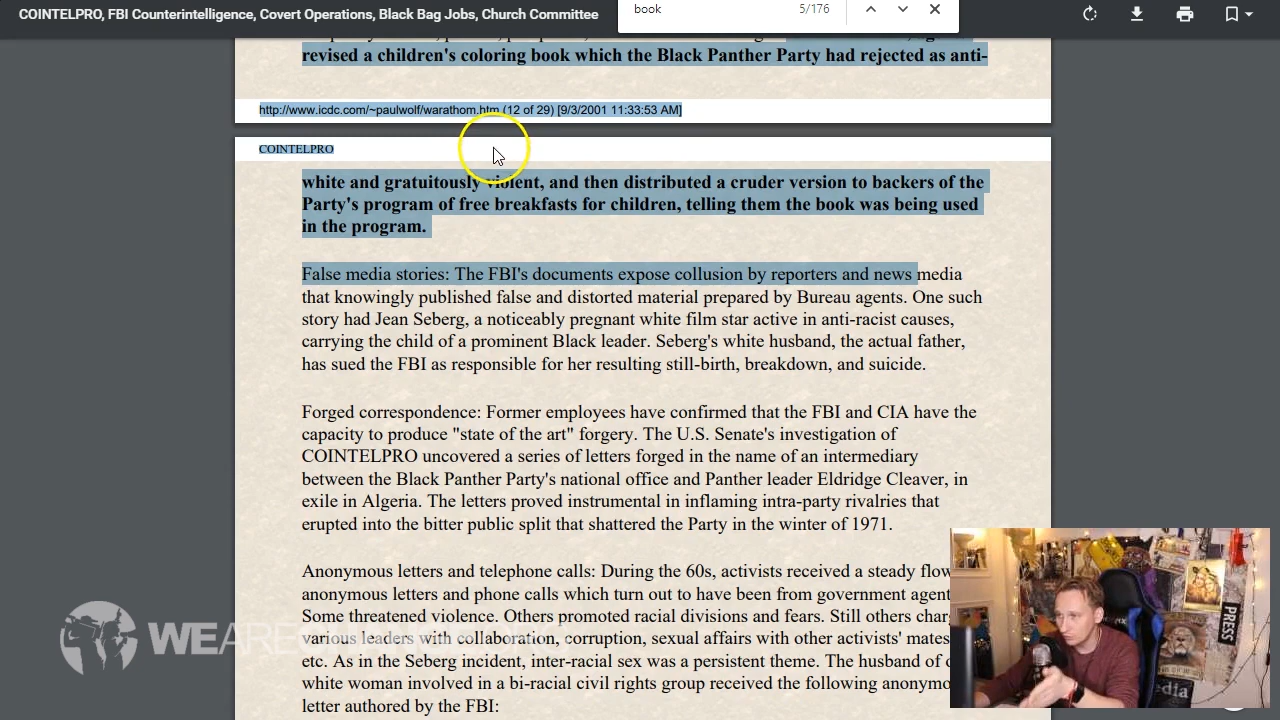 COINTELPRO, FBI Counterintelligence, Covert Operations, Black Bag Jobs, Church Committee
book 5/176
revised a children's coloring book which the Black Panther Party had rejected as anti-
http://www.icdc.com/~paulwolf/warathom.htm (12 of 29) [9/3/2001 11:33:53 AM]
COINTELPRO
white and gratuitously violent, and then distributed a cruder version to backers of the
Party's program of free breakfasts for children, telling them the book was being used
in the program.
False media stories: The FBI's documents expose collusion by reporters and news media
that knowingly published false and distorted material prepared by Bureau agents. One such
story had Jean Seberg, a noticeably pregnant white film star active in anti-racist causes,
carrying the child of a prominent Black leader. Seberg's white husband, the actual father,
has sued the FBI as responsible for her resulting still-birth, breakdown, and suicide.
Forged correspondence: Former employees have confirmed that the FBI and CIA have the
capacity to produce "state of the art" forgery. The U.S. Senate's investigation of
COINTELPRO uncovered a series of letters forged in the name of an intermediary
between the Black Panther Party's national office and Panther leader Eldridge Cleaver, in
exile in Algeria. The letters proved instrumental in inflaming intra-party rivalries that
erupted into the bitter public split that shattered the Party in the winter of 1971.
Anonymous letters and telephone calls: During the 60s, activists received a steady flow
anonymous letters and phone calls which turn out to have been from government agent
Some threatened violence. Others promoted racial divisions and fears. Still others char
various leaders with collaboration, corruption, sexual affairs with other activists' mates
etc. As in the Seberg incident, inter-racial sex was a persistent theme. The husband of
white woman involved in a bi-racial civil rights group received the following anonymo
letter authored by the FBI:
WEARE
PRESS
edia